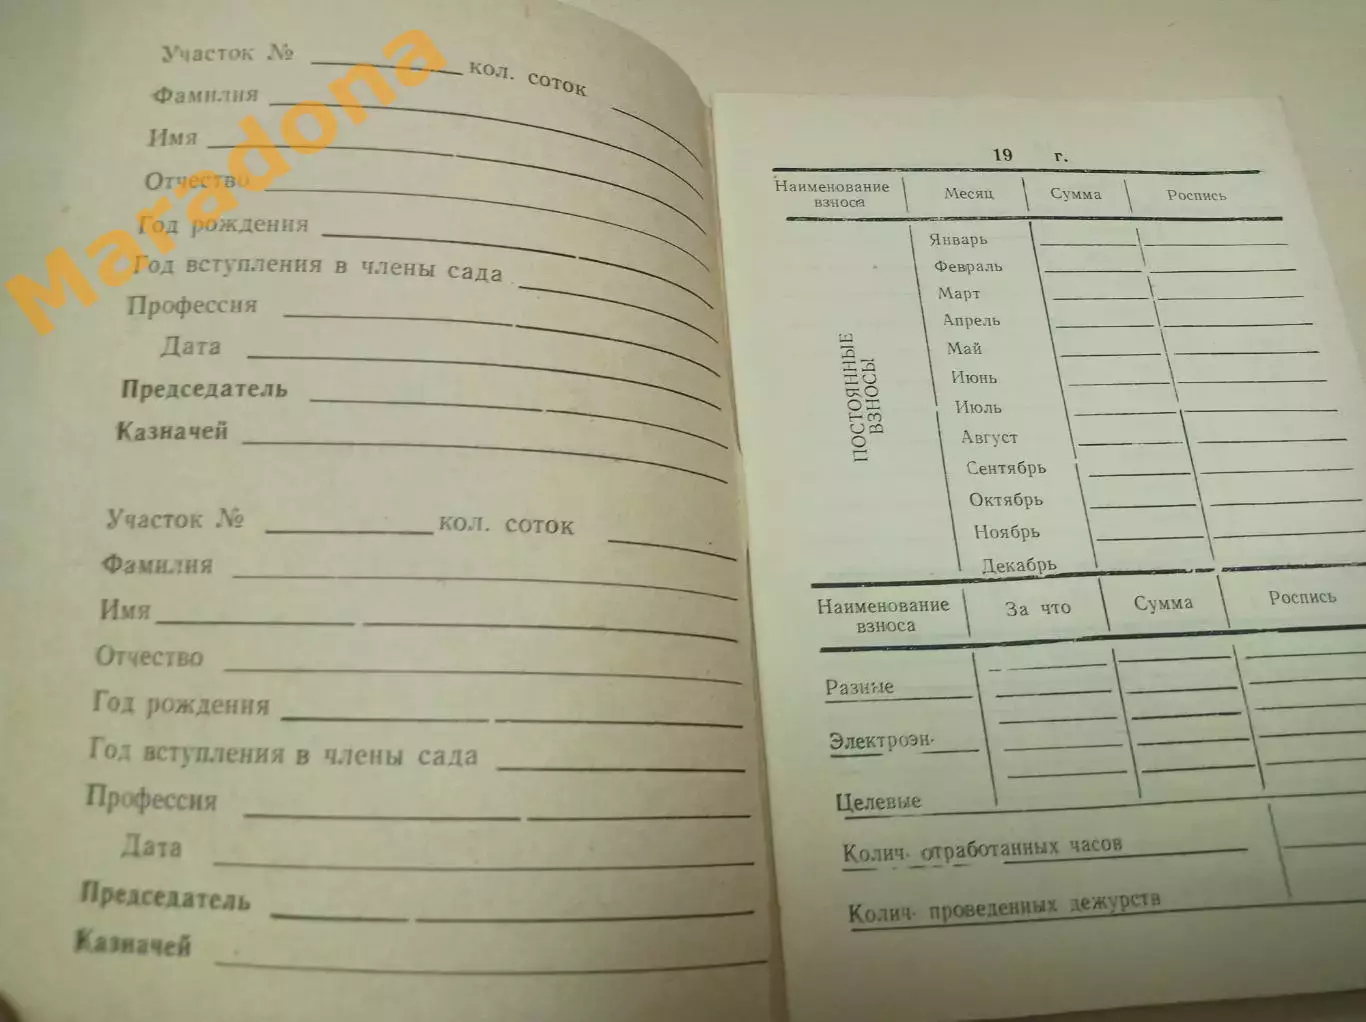 Maradona
Участок № кол. соток
Фамилия
Имя
Отчество
Год рождения
Год вступления в члены сада
Профессия
Дата
Председатель
Казначей
Участок № кол. соток
Фамилия
Имя
Отчество
Год рождения
Год вступления в члены сада
Профессия
Дата
Председатель
Казначей
19 г.
Наименование взноса Месяц Сумма Роспись
ПОСТОЯННЫЕ
ВЗНОСЫ
Январь
Февраль
Март
Апрель
Май
Июнь
Июль
Август
Сентябрь
Октябрь
Ноябрь
Декабрь
Наименование взноса За что Сумма Роспись
Разные
Электроэн-
Целевые
Колич- отработанных часов
Колич- проведенных дежурств